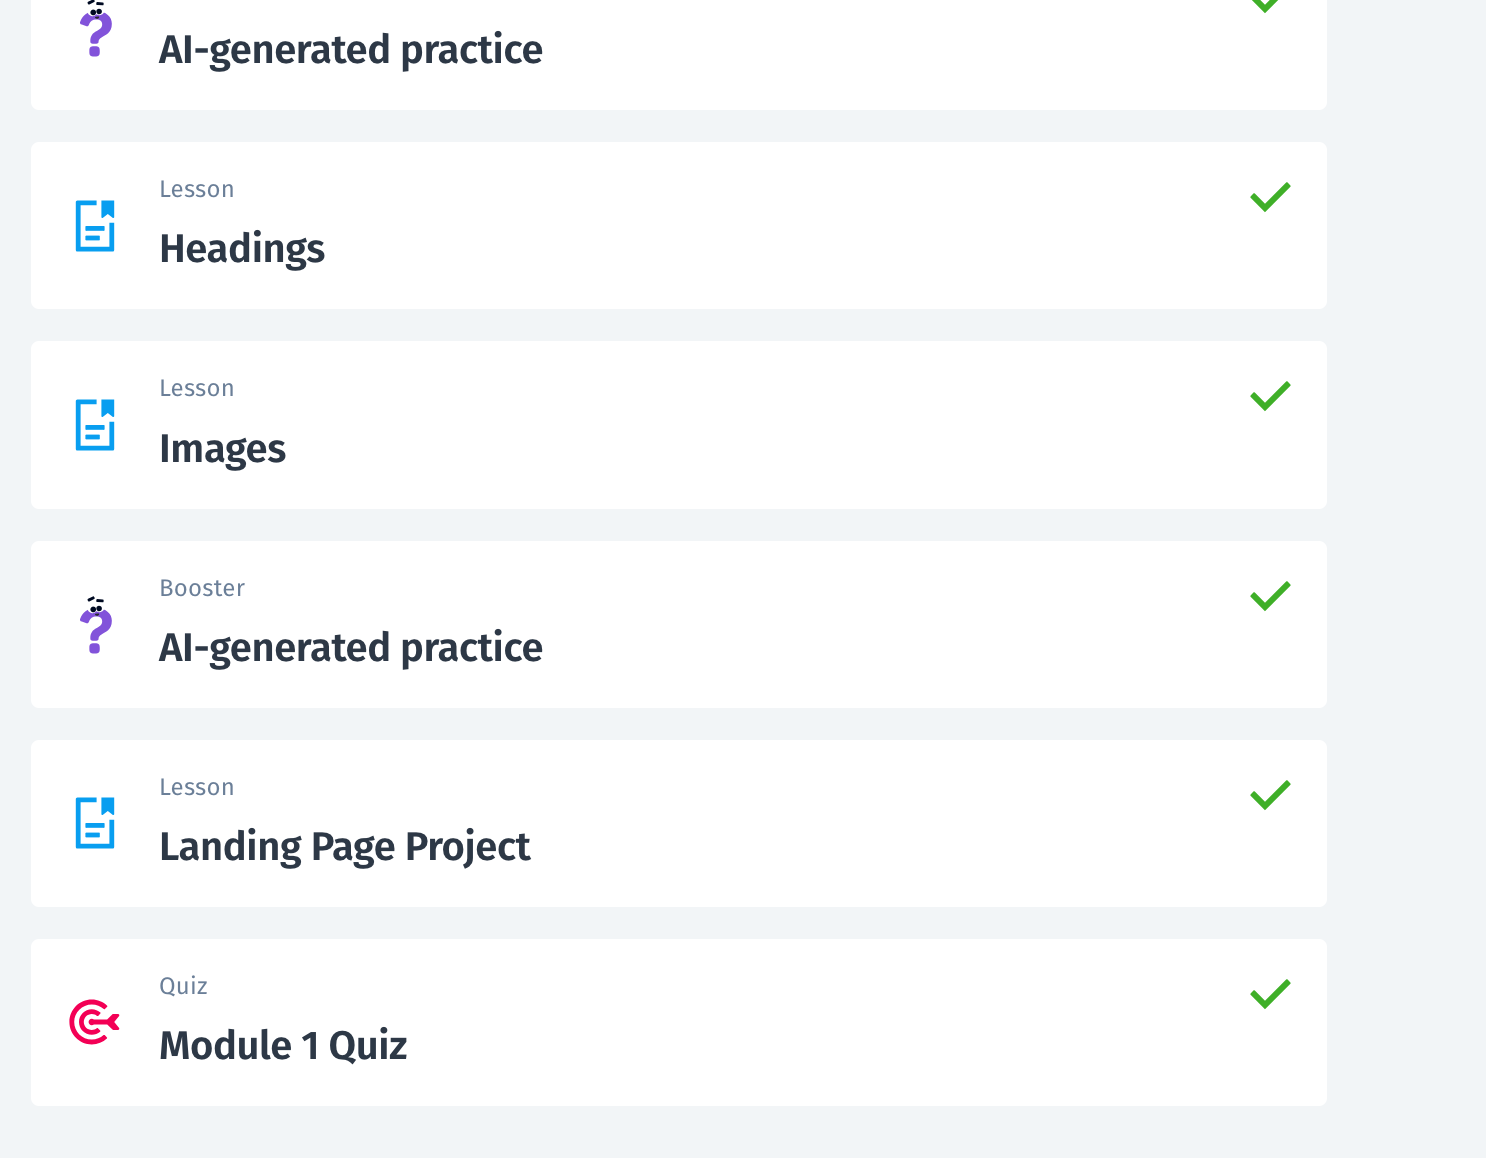 AI-generated practice
Lesson
Headings
Lesson
Images
Booster
AI-generated practice
Lesson
Landing Page Project
Quiz
Module 1 Quiz